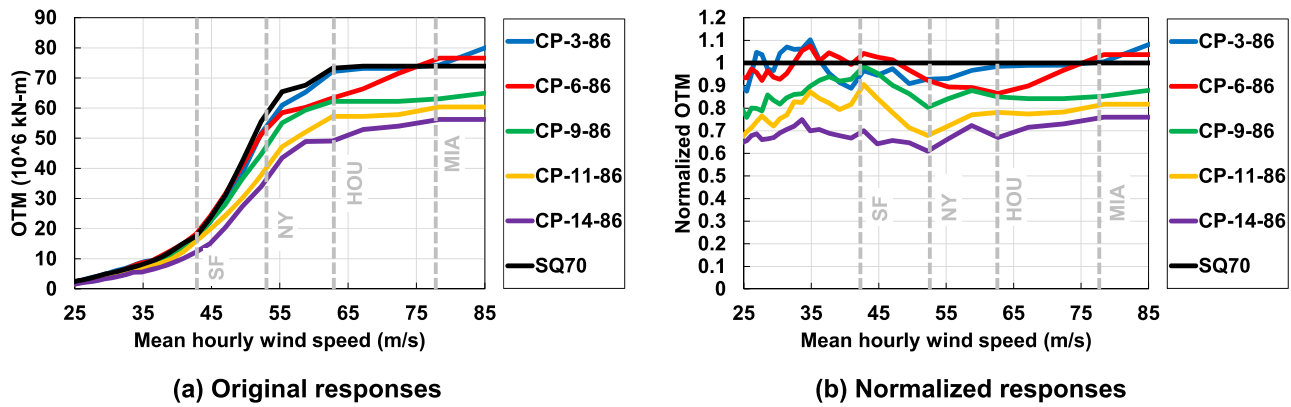 OTM (10^6 kN-m)
90
80
70
60
50
40
30
20
10
0
25
35
45
55
65
75
85
SF
NY
HOU
MIA
Mean hourly wind speed (m/s)
CP-3-86
CP-6-86
CP-9-86
CP-11-86
CP-14-86
SQ70
(a) Original responses
Normalized OTM
1.2
1.1
1
0.9
0.8
0.7
0.6
0.5
0.4
0.3
0.2
0.1
0
25
35
45
55
65
75
85
SF
NY
HOU
MIA
Mean hourly wind speed (m/s)
CP-3-86
CP-6-86
CP-9-86
CP-11-86
CP-14-86
SQ70
(b) Normalized responses